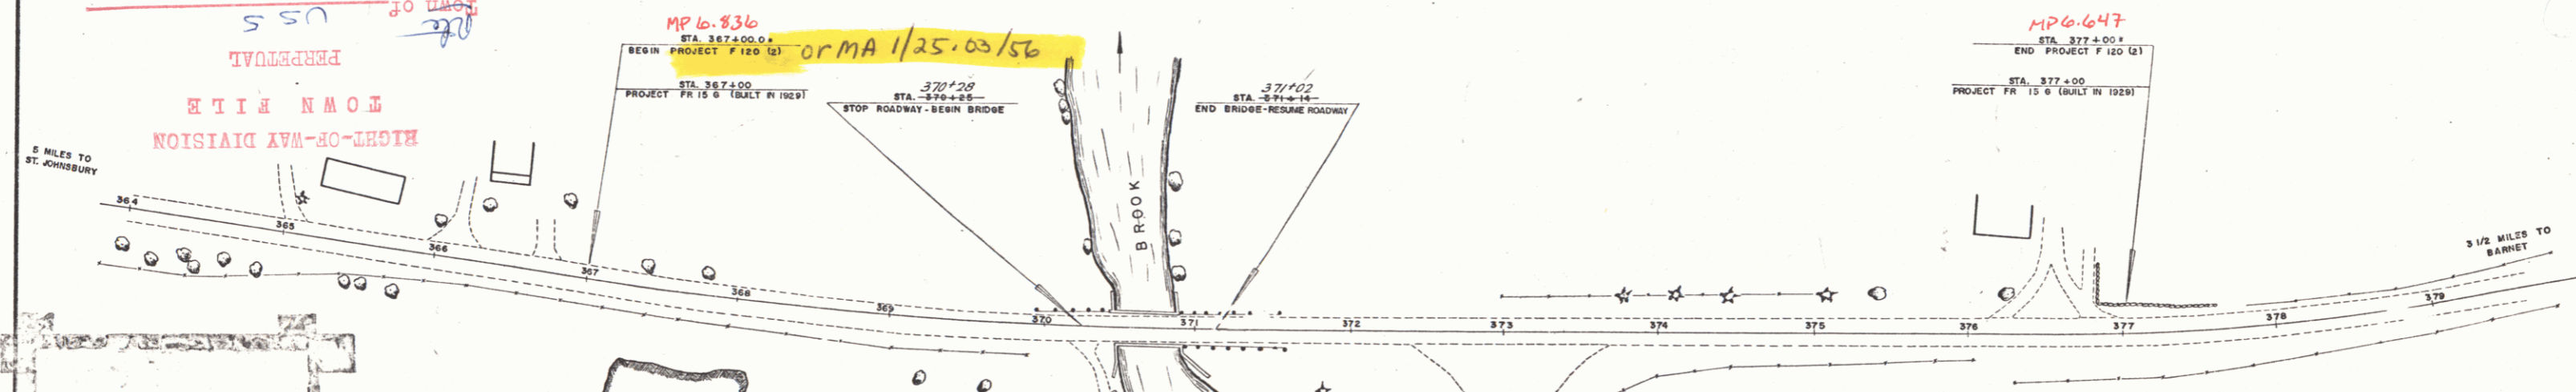 Town of
Rte
U S 5
PERPETUAL
TOWN FILE
RIGHT-OF-WAY DIVISION
5 MILES TO
ST. JOHNSBURY
MP 6.836
STA. 367+00.0*
BEGIN PROJECT F 120 (2)
or MA 1/25.03/56
STA. 367+00
PROJECT FR 15 G (BUILT IN 1929)
370+28
STA. 370+25
STOP ROADWAY - BEGIN BRIDGE
BROOK
371+02
STA. 371+14
END BRIDGE-RESUME ROADWAY
MP 6.647
STA. 377+00*
END PROJECT F 120 (2)
STA. 377+00
PROJECT FR 15 G (BUILT IN 1929)
3 1/2 MILES TO
BARNET
364
365
366
367
368
369
370
371
372
373
374
375
376
377
378
379